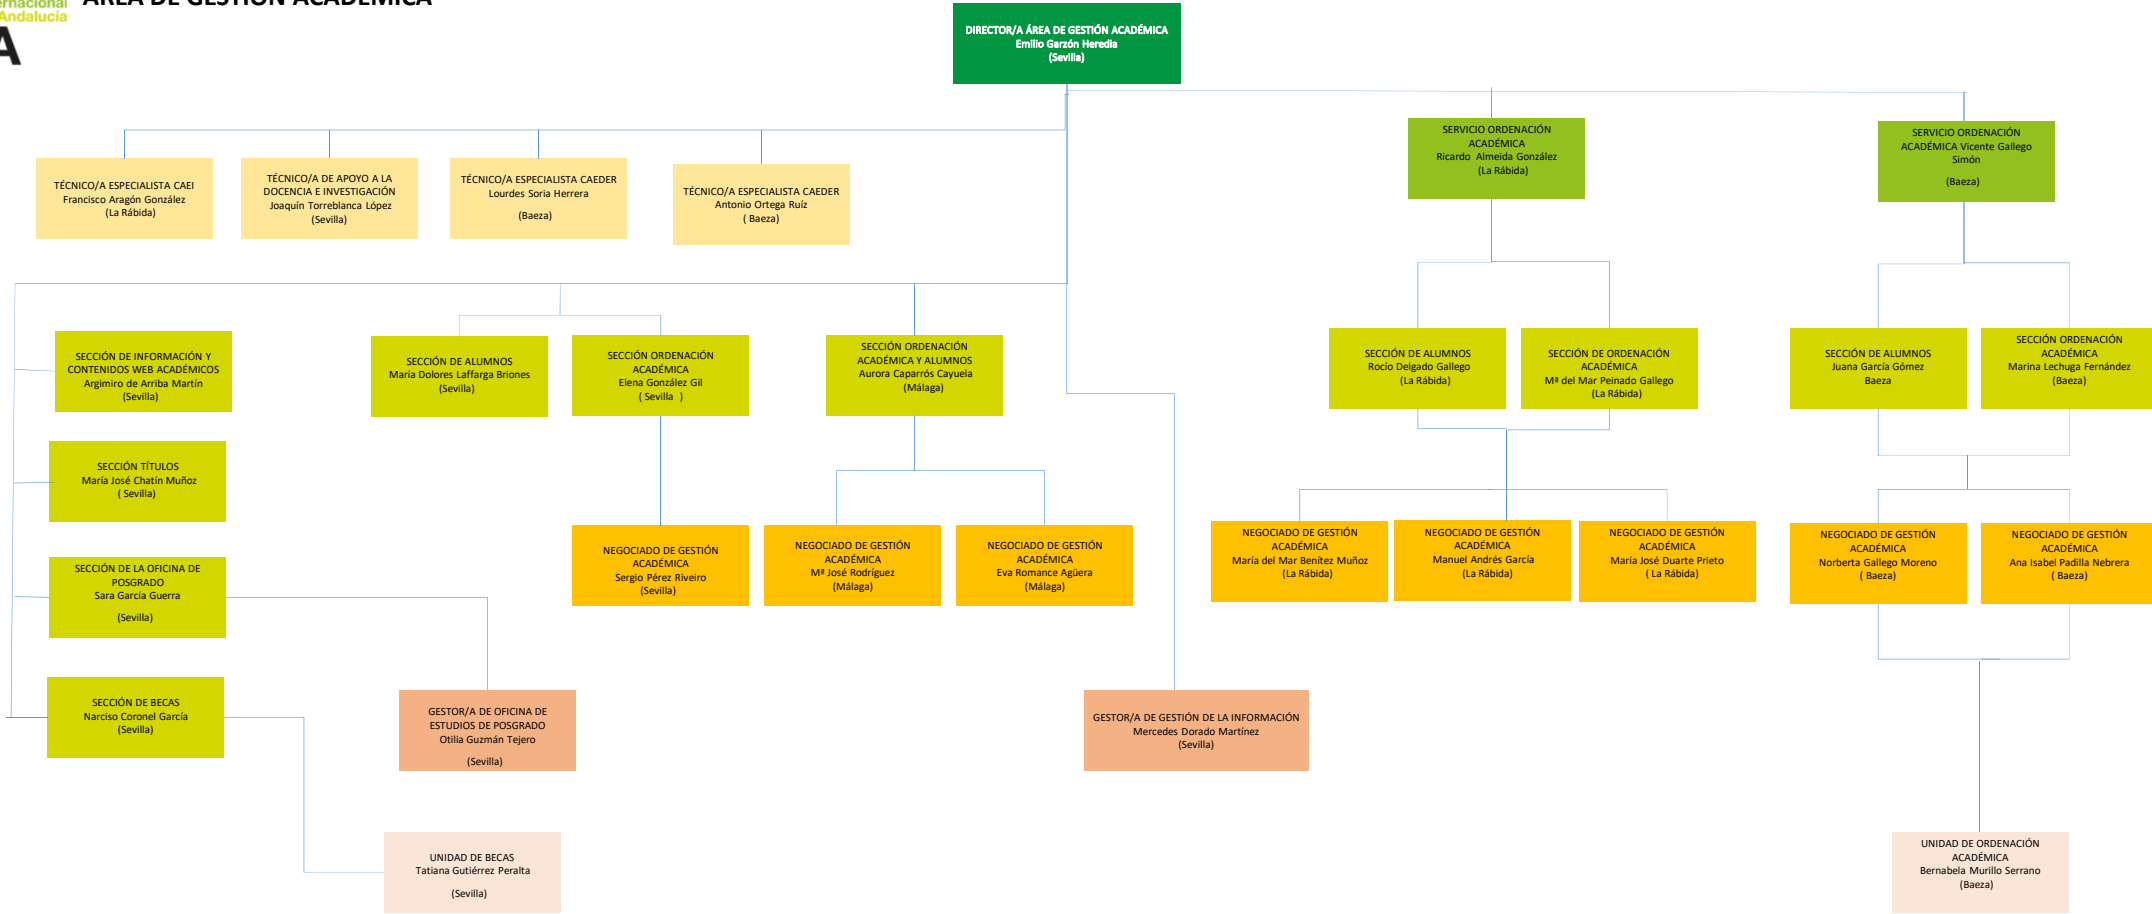 Andalucía
ÁREA DE GESTIÓN ACADÉMICA
A
DIRECTOR/A ÁREA DE GESTIÓN ACADÉMICA
Emilio Garzón Heredia
(Sevilla)
SERVICIO ORDENACIÓN
ACADÉMICA
Ricardo Almeida González
(La Rábida)
SERVICIO ORDENACIÓN
ACADÉMICA Vicente Gallego
Simón
(Baeza)
TÉCNICO/A ESPECIALISTA CAEI
Francisco Aragón González
(La Rábida)
TÉCNICO/A DE APOYO A LA
DOCENCIA E INVESTIGACIÓN
Joaquín Torreblanca López
(Sevilla)
TÉCNICO/A ESPECIALISTA CAEDER
Lourdes Soria Herrera
(Baeza)
TÉCNICO/A ESPECIALISTA CAEDER
Antonio Ortega Ruíz
( Baeza)
SECCIÓN DE INFORMACIÓN Y
CONTENIDOS WEB ACADÉMICOS
Argimiro de Arriba Martín
(Sevilla)
SECCIÓN DE ALUMNOS
María Dolores Laffarga Briones
(Sevilla)
SECCIÓN ORDENACIÓN
ACADÉMICA
Elena González Gil
( Sevilla )
SECCIÓN ORDENACIÓN
ACADÉMICA Y ALUMNOS
Aurora Caparrós Cayuela
(Málaga)
SECCIÓN DE ALUMNOS
Rocío Delgado Gallego
(La Rábida)
SECCIÓN DE ORDENACIÓN
ACADÉMICA
Mª del Mar Peinado Gallego
(La Rábida)
SECCIÓN DE ALUMNOS
Juana García Gómez
Baeza
SECCIÓN ORDENACIÓN
ACADÉMICA
Marina Lechuga Fernández
(Baeza)
SECCIÓN TÍTULOS
María José Chatín Muñoz
( Sevilla)
NEGOCIADO DE GESTIÓN
ACADÉMICA
Sergio Pérez Riveiro
(Sevilla)
NEGOCIADO DE GESTIÓN
ACADÉMICA
Mª José Rodríguez
(Málaga)
NEGOCIADO DE GESTIÓN
ACADÉMICA
Eva Romance Agüera
(Málaga)
NEGOCIADO DE GESTIÓN
ACADÉMICA
María del Mar Benítez Muñoz
(La Rábida)
NEGOCIADO DE GESTIÓN
ACADÉMICA
Manuel Andrés García
(La Rábida)
NEGOCIADO DE GESTIÓN
ACADÉMICA
María José Duarte Prieto
( La Rábida)
NEGOCIADO DE GESTIÓN
ACADÉMICA
Norberta Gallego Moreno
( Baeza)
NEGOCIADO DE GESTIÓN
ACADÉMICA
Ana Isabel Padilla Nebrera
( Baeza)
SECCIÓN DE LA OFICINA DE
POSGRADO
Sara García Guerra
(Sevilla)
SECCIÓN DE BECAS
Narciso Coronel García
(Sevilla)
GESTOR/A DE OFICINA DE
ESTUDIOS DE POSGRADO
Otilia Guzmán Tejero
(Sevilla)
GESTOR/A DE GESTIÓN DE LA INFORMACIÓN
Mercedes Dorado Martínez
(Sevilla)
UNIDAD DE BECAS
Tatiana Gutiérrez Peralta
(Sevilla)
UNIDAD DE ORDENACIÓN
ACADÉMICA
Bernabela Murillo Serrano
(Baeza)